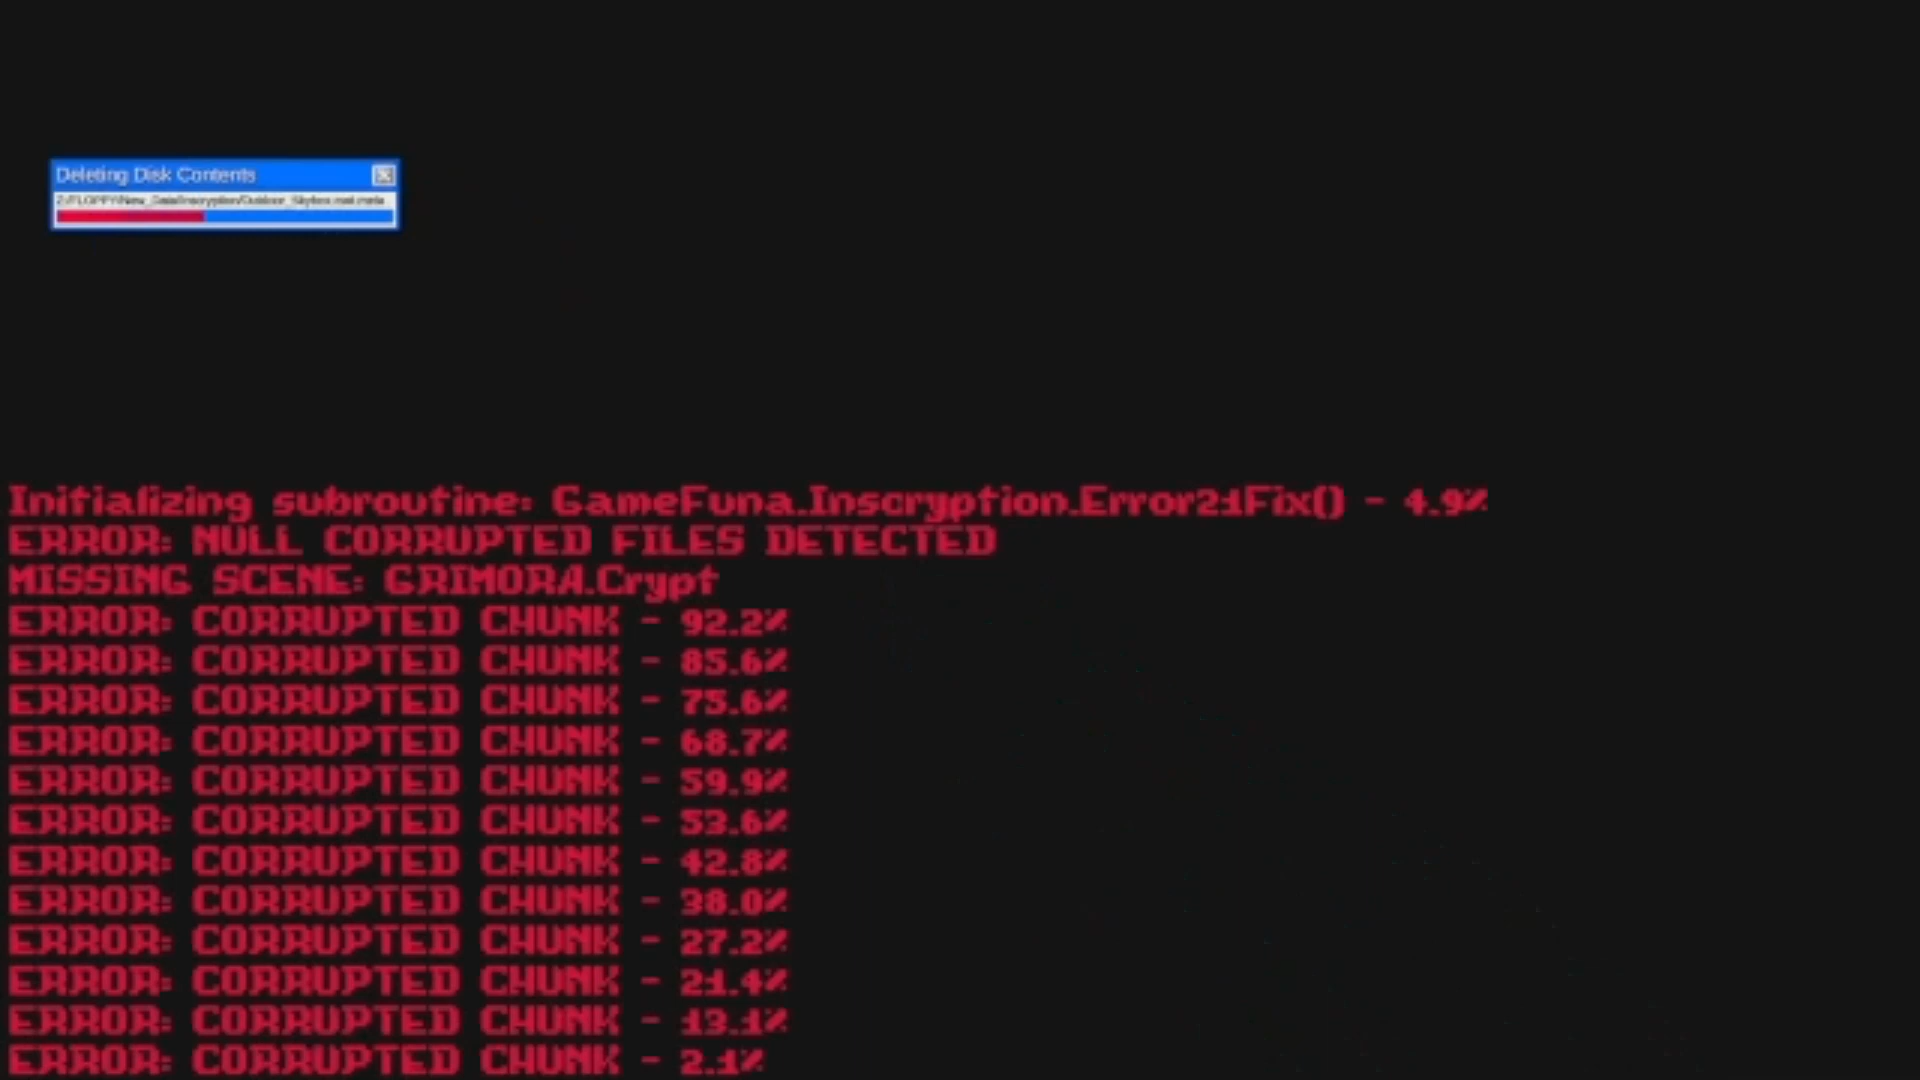 Deleting Disk Contents
Initializing subroutine: GameFuna.Inscryption.Error21Fix() - 4.9%
ERROR: NULL CORRUPTED FILES DETECTED
MISSING SCENE: GRIMORA.Crypt
ERROR: CORRUPTED CHUNK - 92.2%
ERROR: CORRUPTED CHUNK - 85.6%
ERROR: CORRUPTED CHUNK - 75.6%
ERROR: CORRUPTED CHUNK - 68.7%
ERROR: CORRUPTED CHUNK - 59.9%
ERROR: CORRUPTED CHUNK - 53.6%
ERROR: CORRUPTED CHUNK - 42.8%
ERROR: CORRUPTED CHUNK - 38.0%
ERROR: CORRUPTED CHUNK - 27.2%
ERROR: CORRUPTED CHUNK - 21.4%
ERROR: CORRUPTED CHUNK - 13.1%
ERROR: CORRUPTED CHUNK - 2.1%